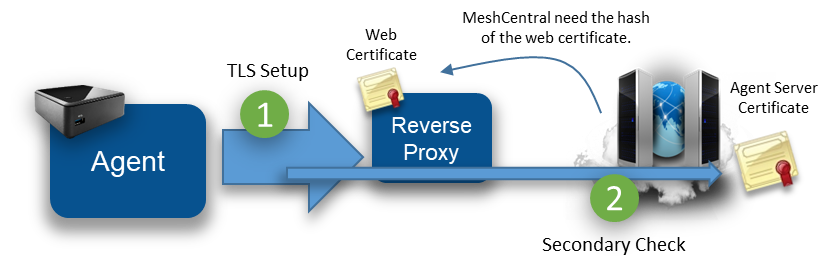 MeshCentral need the hash
of the web certificate.
Web
Certificate
TLS Setup
1
Agent
Reverse
Proxy
Agent Server
Certificate
2
Secondary Check